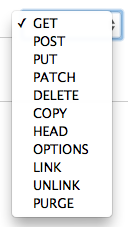 GET
POST
PUT
PATCH
DELETE
COPY
HEAD
OPTIONS
LINK
UNLINK
PURGE